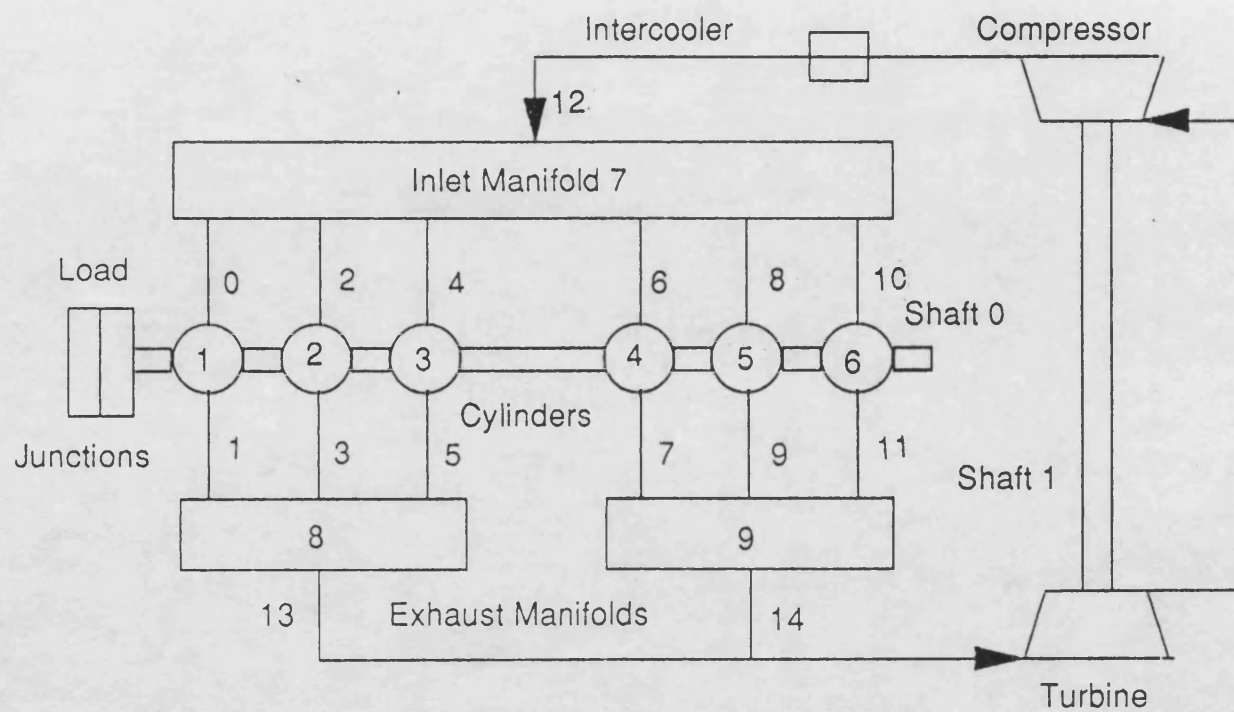 Intercooler
Compressor
12
Inlet Manifold 7
Load
0
2
4
6
8
10
Shaft 0
1
2
3
4
5
6
Cylinders
Junctions
1
3
5
7
9
11
Shaft 1
8
9
13
Exhaust Manifolds
14
Turbine